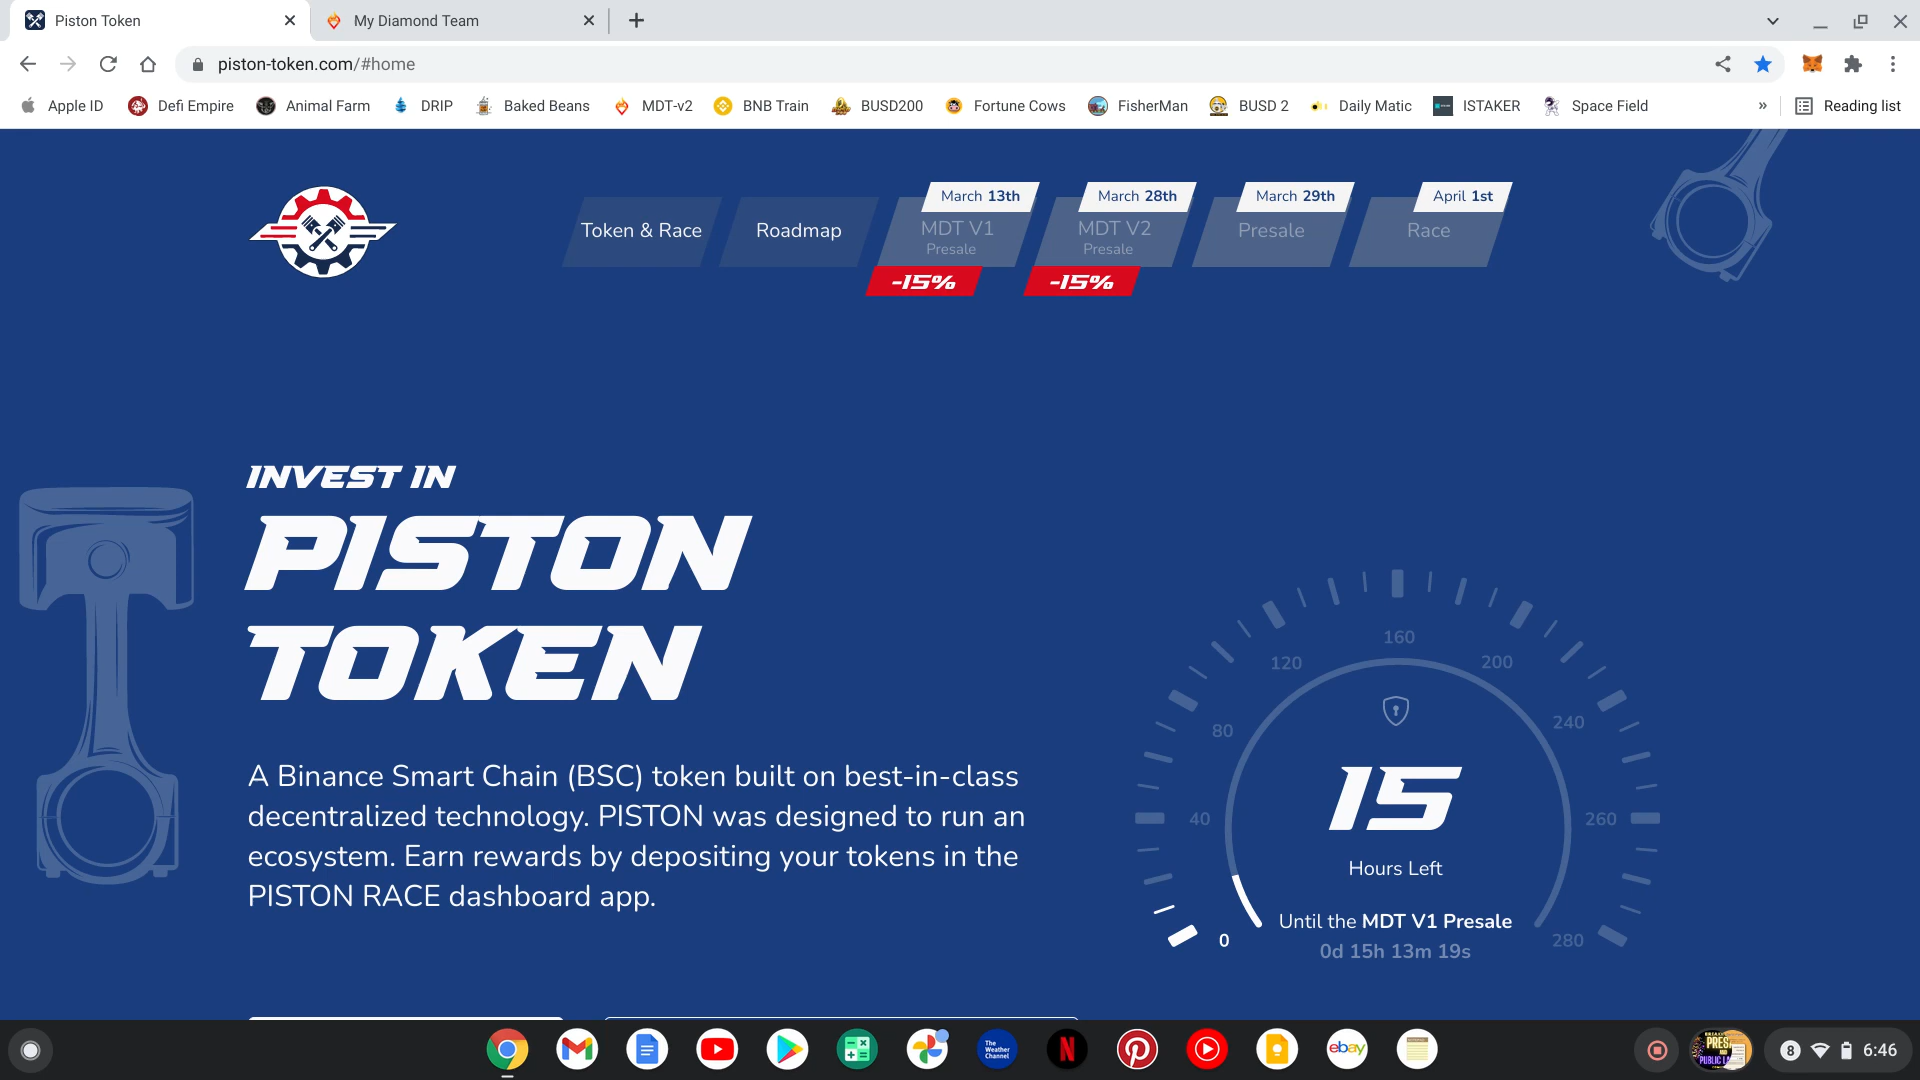 Piston Token
My Diamond Team
piston-token.com/#home
Apple ID
Defi Empire
Animal Farm
DRIP
Baked Beans
MDT-v2
BNB Train
BUSD200
Fortune Cows
FisherMan
BUSD 2
Daily Matic
ISTAKER
Space Field
»
Reading list
Token & Race
Roadmap
March 13th
MDT V1
Presale
-15%
March 28th
MDT V2
Presale
-15%
March 29th
Presale
April 1st
Race
INVEST IN
PISTON
TOKEN
A Binance Smart Chain (BSC) token built on best-in-class
decentralized technology. PISTON was designed to run an
ecosystem. Earn rewards by depositing your tokens in the
PISTON RACE dashboard app.
0
40
80
120
160
200
240
260
280
15
Hours Left
Until the MDT V1 Presale
0d 15h 13m 19s
The
Weather
Channel
N
ebay
8
6:46